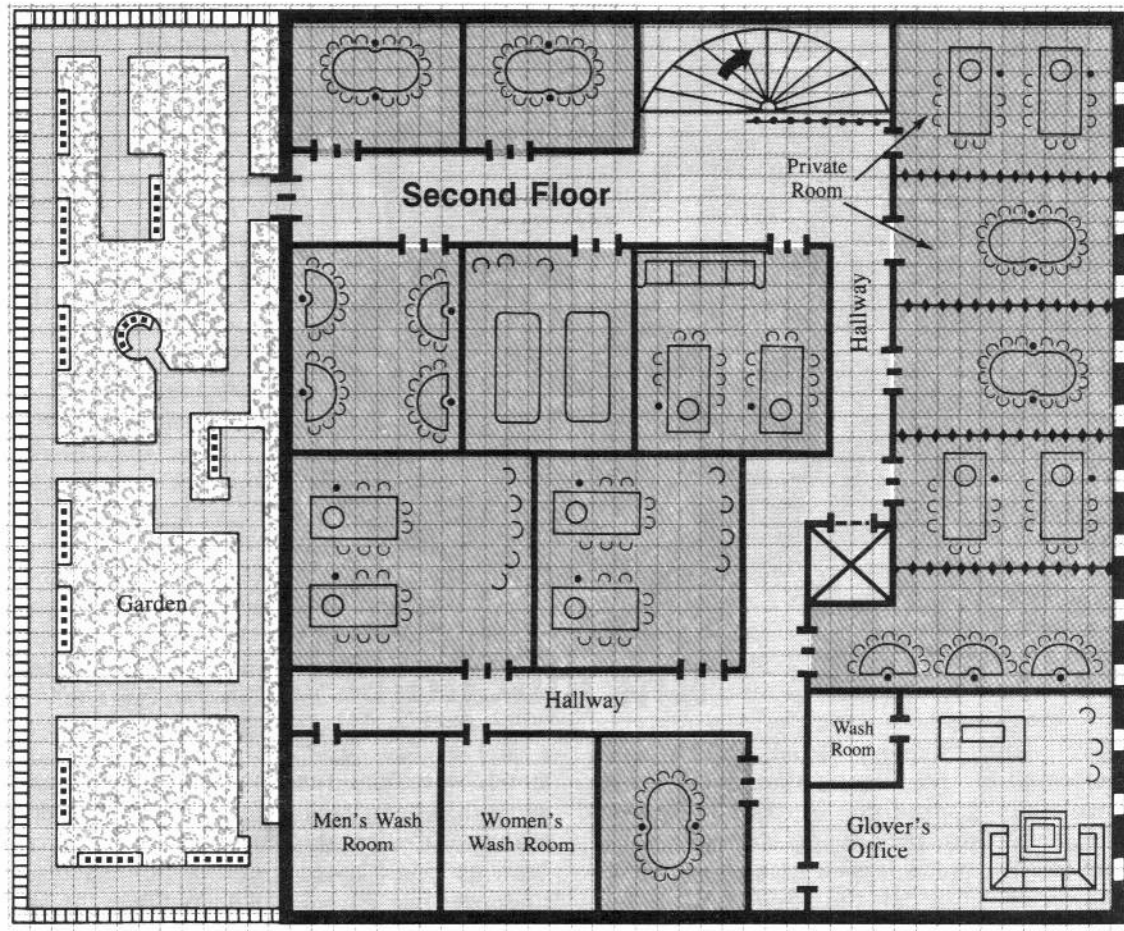 Private
Room
Second Floor
Hallway
Garden
Hallway
Wash
Room
Men's Wash
Room
Women's
Wash Room
Glover's
Office